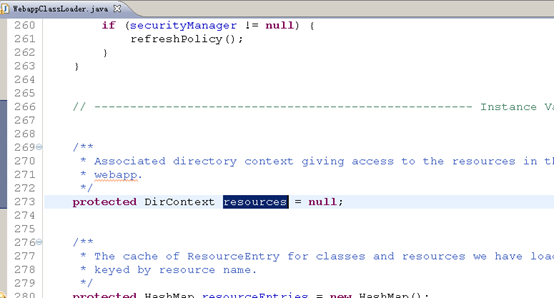 WebappClassLoader.java
260 if (securityManager != null) {
261 refreshPolicy();
262 }
263 }
264
265
266 // ----------------------------------------------------- Instance Va
267
268
269 /**
270 * Associated directory context giving access to the resources in th
271 * webapp.
272 */
273 protected DirContext resources = null;
274
275
276 /**
277 * The cache of ResourceEntry for classes and resources we have load
278 * keyed by resource name.
279 */
280 protected HashMap resourceEntries = new HashMap();